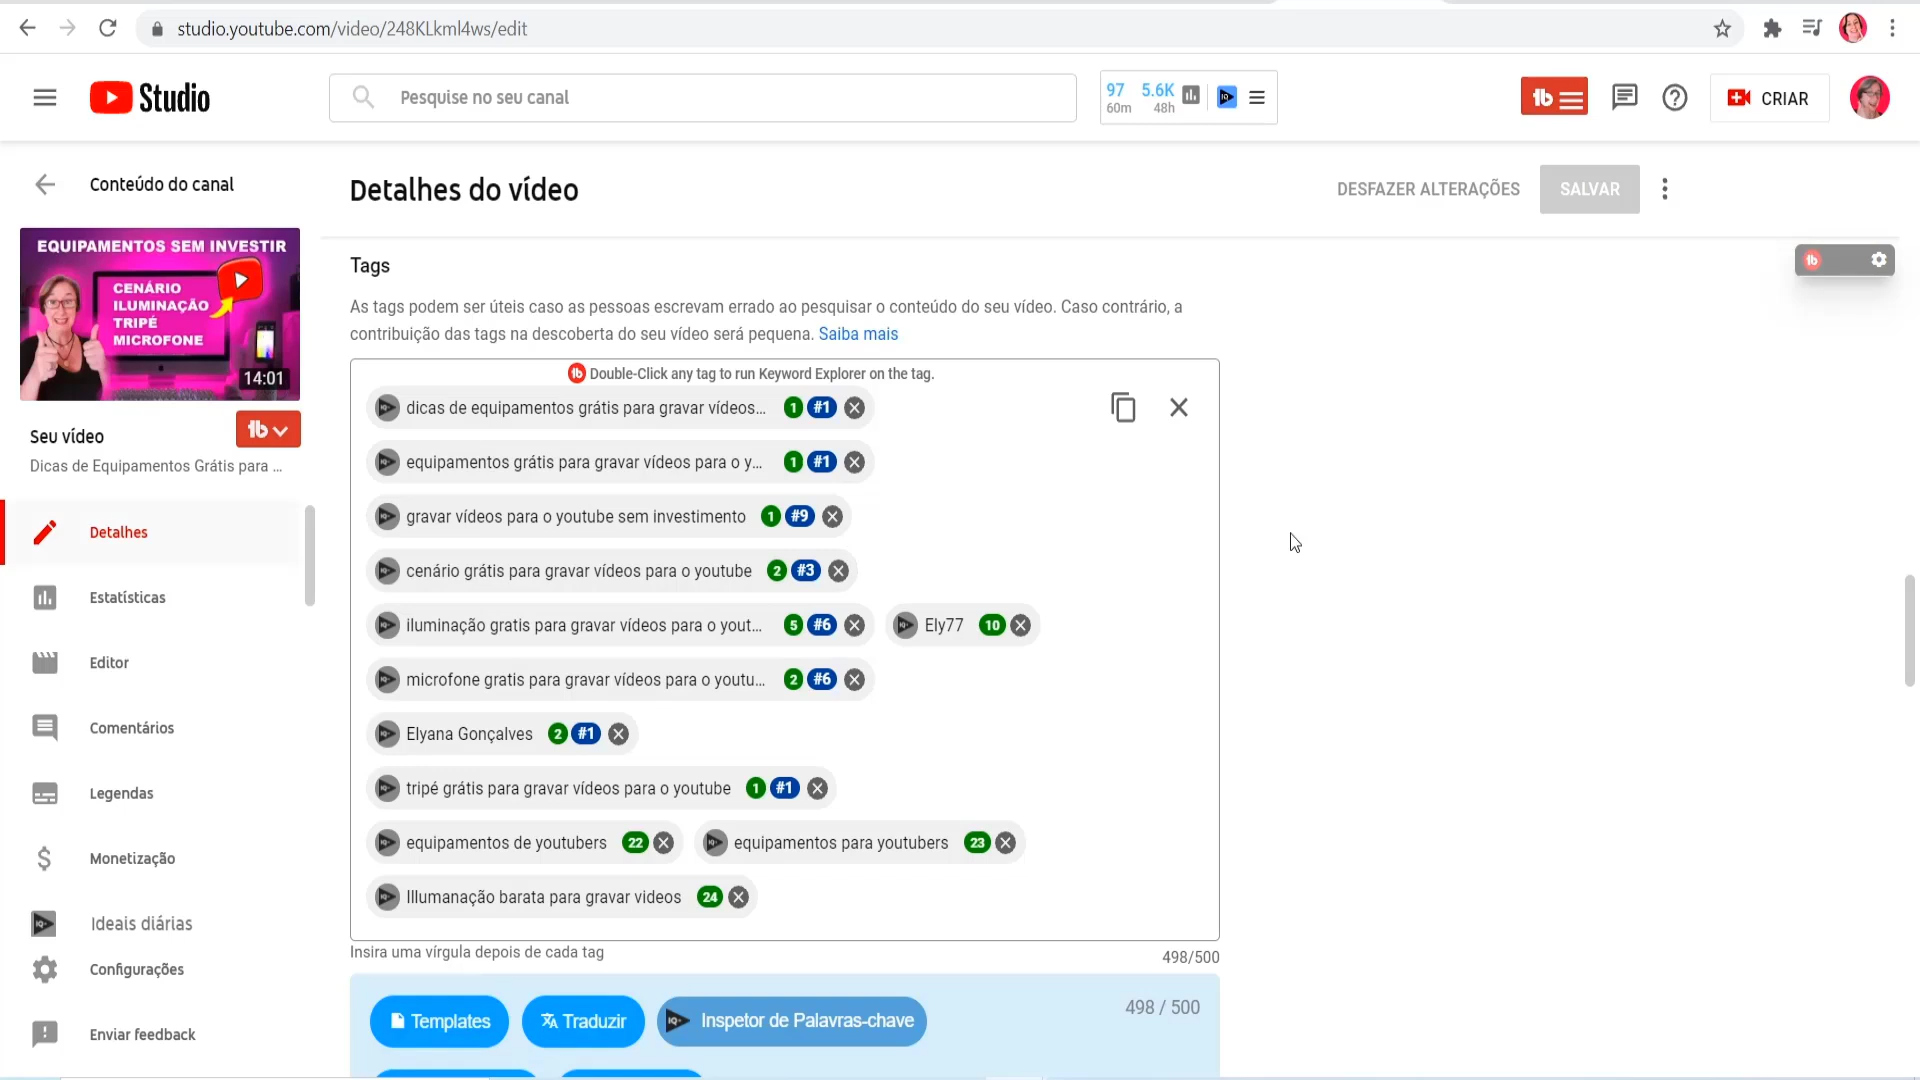 studio.youtube.com/video/248KLkml4ws/edit
Studio
Pesquise no seu canal
97 5.6K
60m 48h
CRIAR
Conteúdo do canal
Detalhes do vídeo
DESFAZER ALTERAÇÕES
SALVAR
EQUIPAMENTOS SEM INVESTIR
CENÁRIO
ILUMINAÇÃO
TRIPÉ
MICROFONE
14:01
Seu vídeo
Dicas de Equipamentos Grátis para ...
Detalhes
Estatísticas
Editor
Comentários
Legendas
Monetização
Ideais diárias
Configurações
Enviar feedback
Tags
As tags podem ser úteis caso as pessoas escrevam errado ao pesquisar o conteúdo do seu vídeo. Caso contrário, a
contribuição das tags na descoberta do seu vídeo será pequena. Saiba mais
Double-Click any tag to run Keyword Explorer on the tag.
dicas de equipamentos grátis para gravar vídeos... 1 #1
equipamentos grátis para gravar vídeos para o y... 1 #1
gravar vídeos para o youtube sem investimento 1 #9
cenário grátis para gravar vídeos para o youtube 2 #3
iluminação gratis para gravar vídeos para o yout... 5 #6 Ely77 10
microfone gratis para gravar vídeos para o youtu... 2 #6
Elyana Gonçalves 2 #1
tripé grátis para gravar vídeos para o youtube 1 #1
equipamentos de youtubers 22 equipamentos para youtubers 23
Illumanação barata para gravar videos 24
Insira uma vírgula depois de cada tag
498/500
Templates Traduzir Inspetor de Palavras-chave
498 / 500